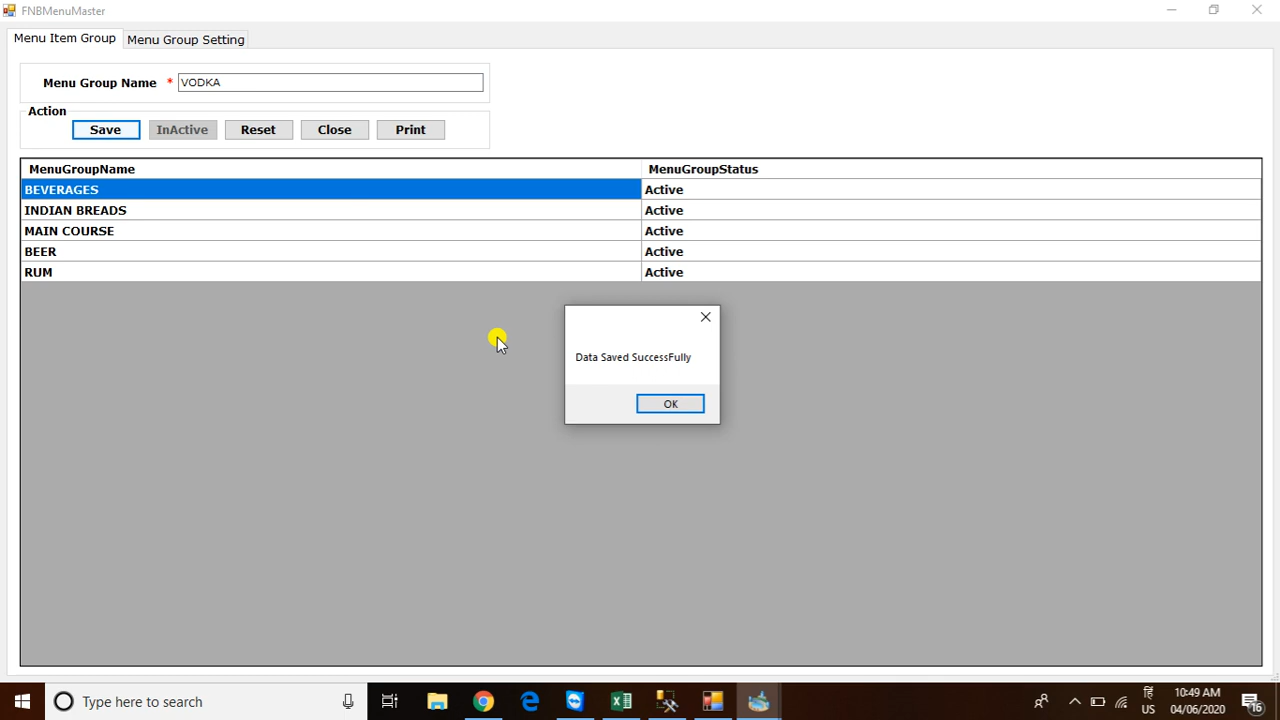 FNBMenuMaster
Menu Item Group Menu Group Setting
Menu Group Name * VODKA
Action
Save InActive Reset Close Print
MenuGroupName MenuGroupStatus
BEVERAGES Active
INDIAN BREADS Active
MAIN COURSE Active
BEER Active
RUM Active
Data Saved SuccessFully
OK
Type here to search
हिं 10:49 AM
US 04/06/2020 16